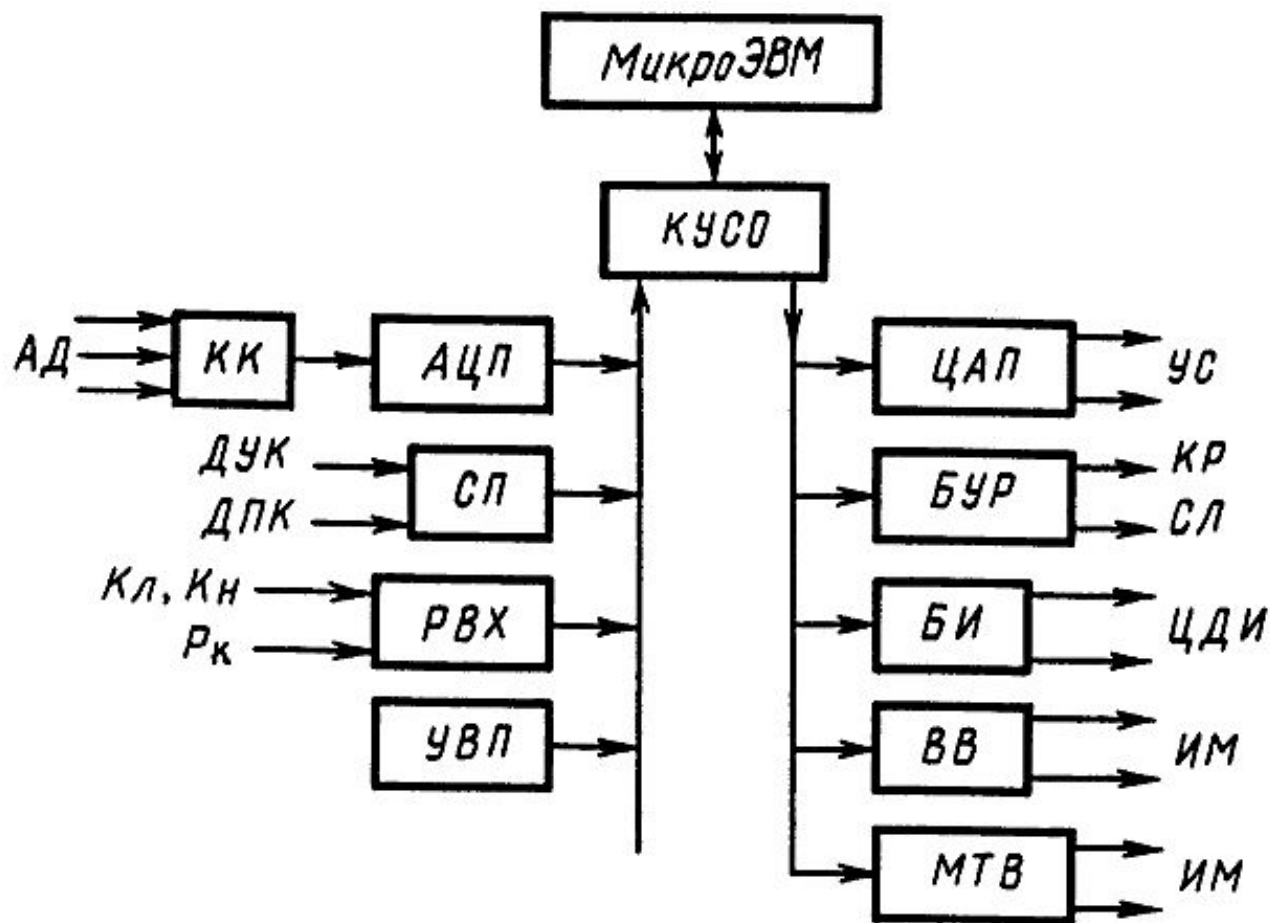 МикроЭВМ
КУСО
АД
КК
АЦП
ЦАП
УС
ДУК
ДПК
СП
БУР
КР
СЛ
Кл, Кн
Рк
РВХ
БИ
ЦДИ
УВП
ВВ
ИМ
МТВ
ИМ